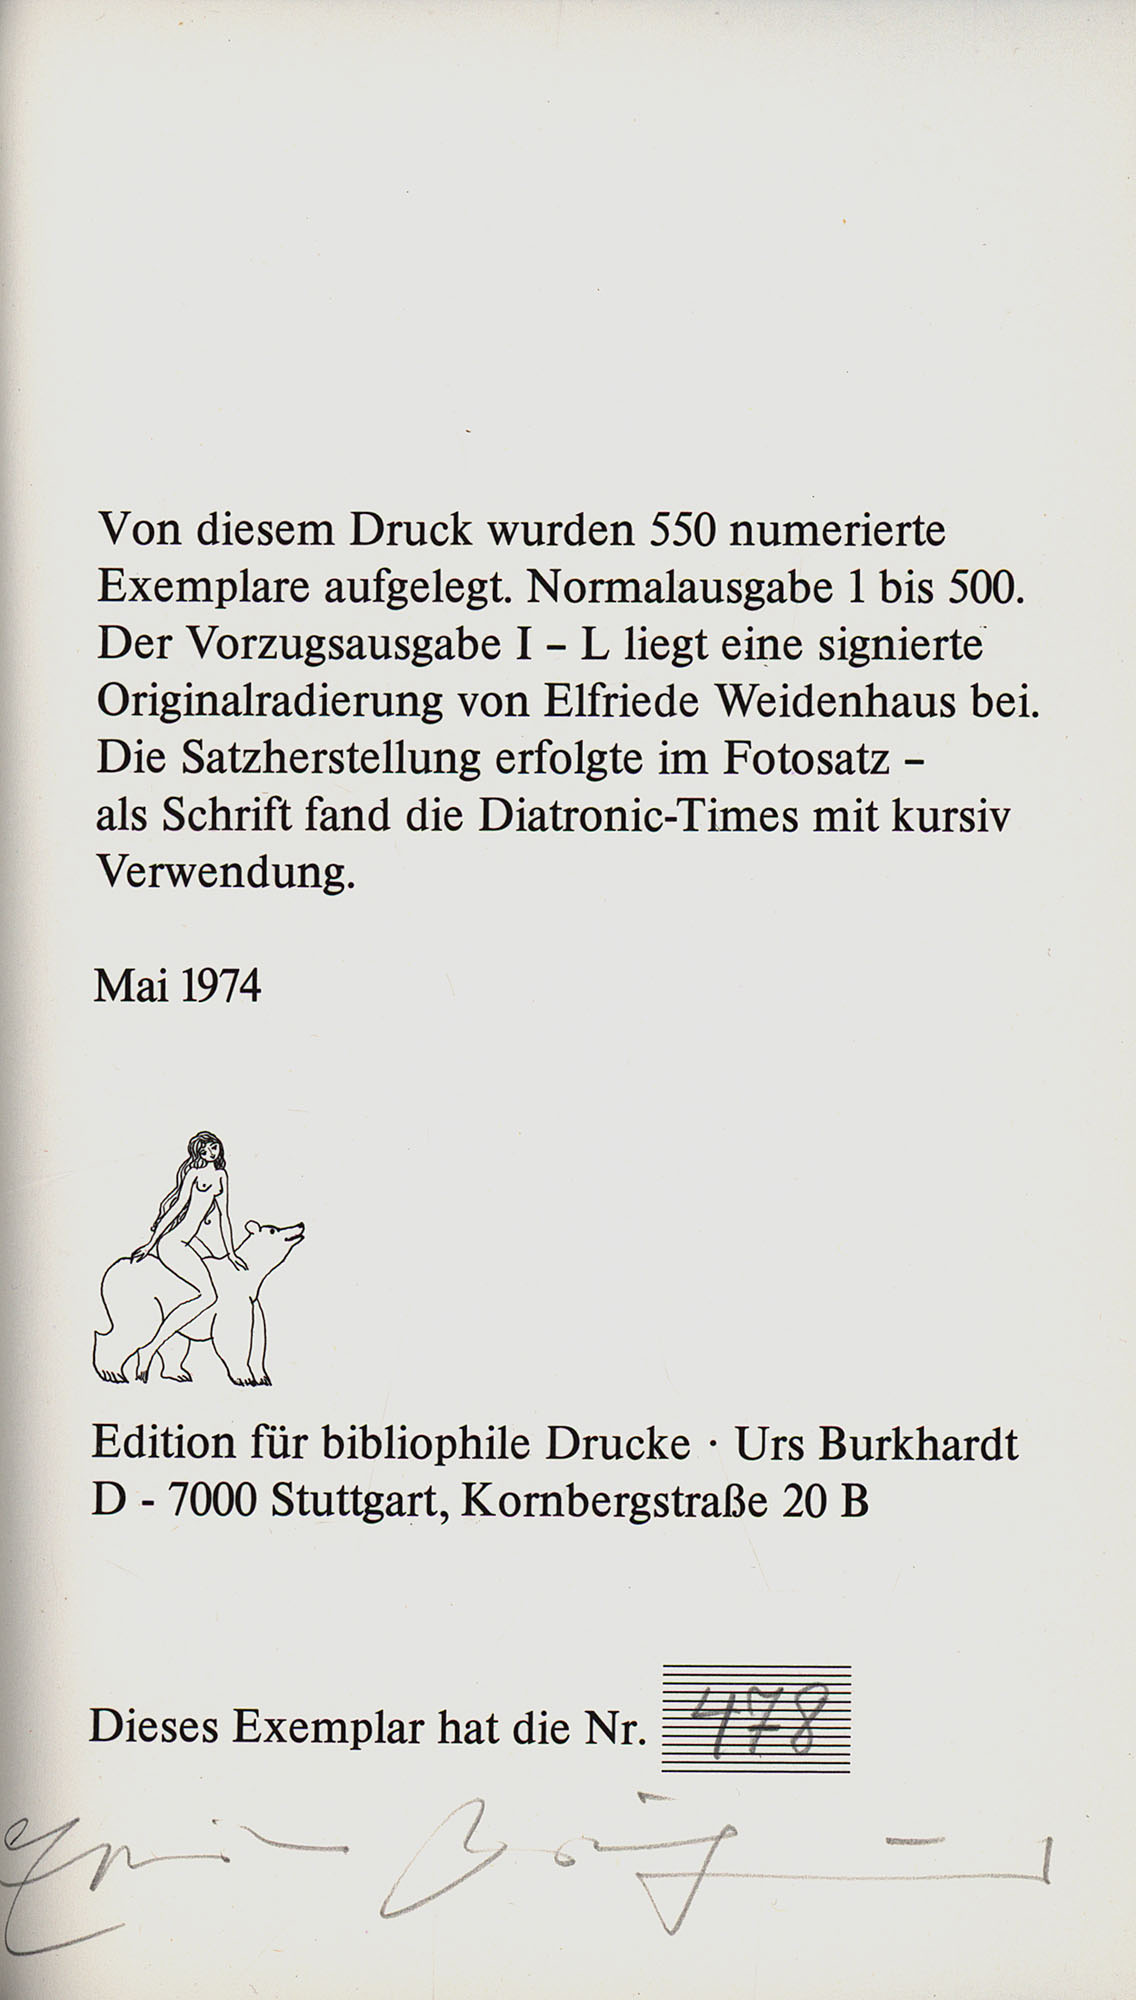 Von diesem Druck wurden 550 numerierte
Exemplare aufgelegt. Normalausgabe 1 bis 500.
Der Vorzugsausgabe I – L liegt eine signierte
Originalradierung von Elfriede Weidenhaus bei.
Die Satzherstellung erfolgte im Fotosatz –
als Schrift fand die Diatronic-Times mit kursiv
Verwendung.
Mai 1974
Edition für bibliophile Drucke · Urs Burkhardt
D - 7000 Stuttgart, Kornbergstraße 20 B
Dieses Exemplar hat die Nr. 478